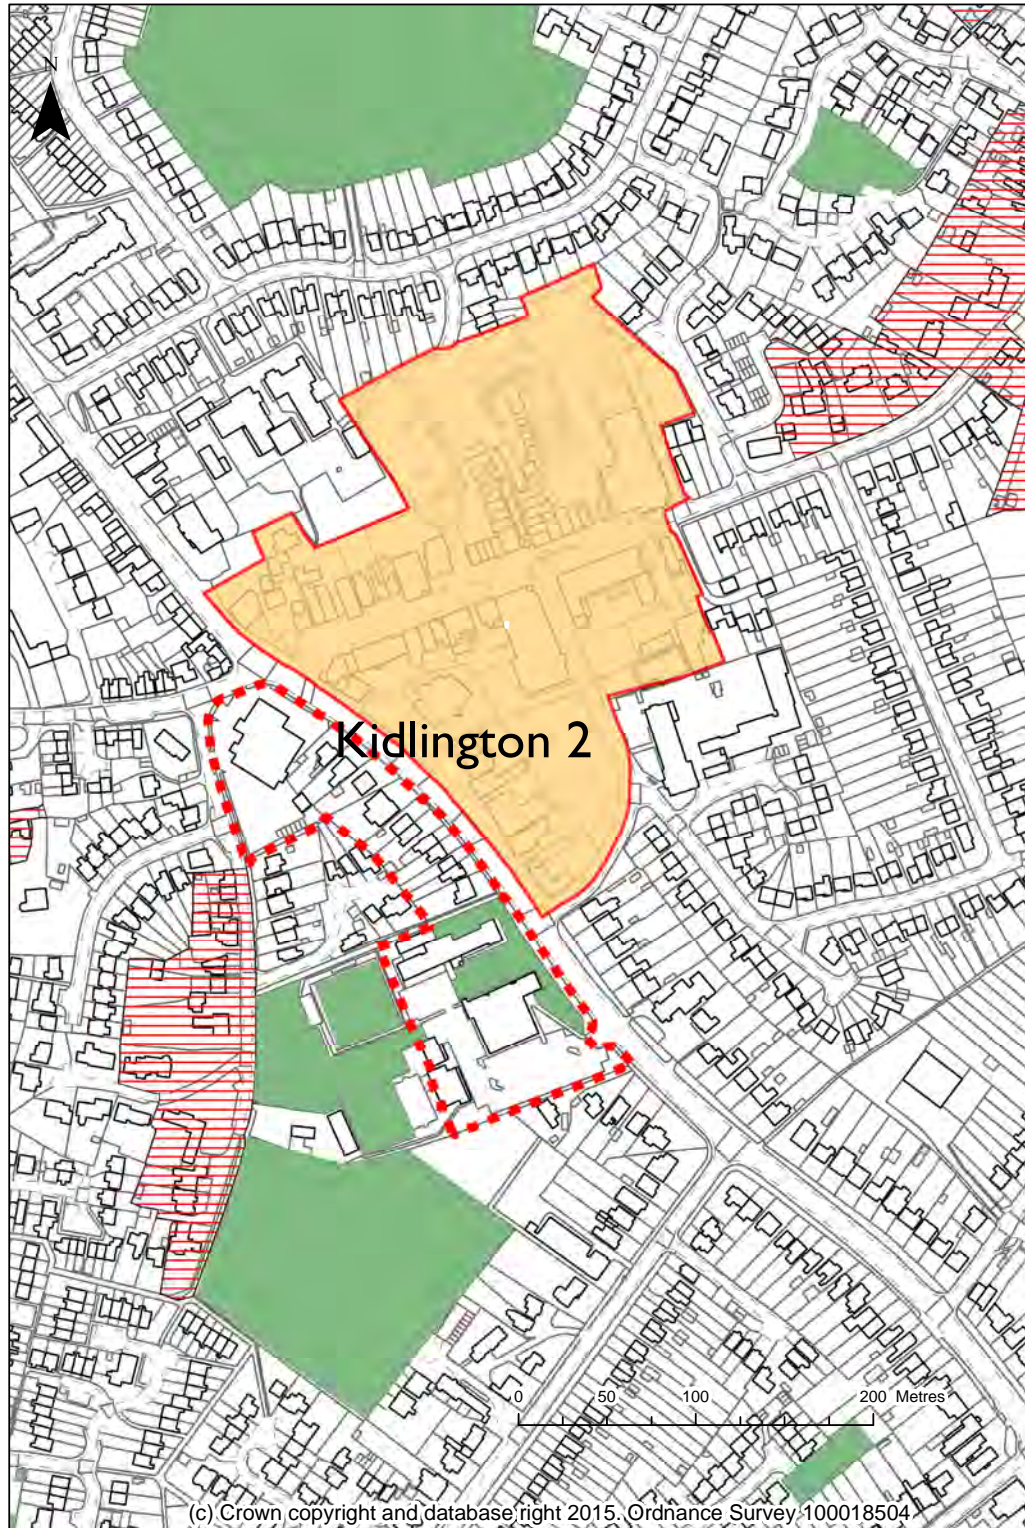 N
Kidlington 2
0 50 100 200 Metres
(c) Crown copyright and database right 2015. Ordnance Survey 100018504